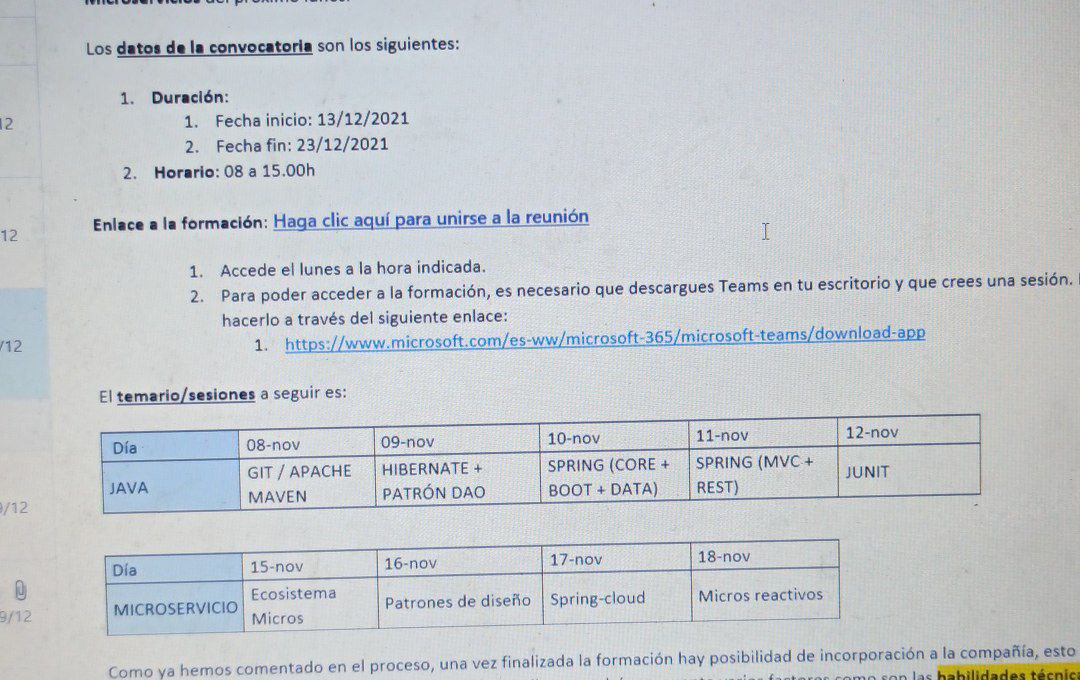 del próximo lunes.
Los datos de la convocatoria son los siguientes:
1. Duración:
1. Fecha inicio: 13/12/2021
2. Fecha fin: 23/12/2021
2. Horario: 08 a 15.00h
Enlace a la formación: Haga clic aquí para unirse a la reunión
1. Accede el lunes a la hora indicada.
2. Para poder acceder a la formación, es necesario que descargues Teams en tu escritorio y que crees una sesión.
hacerlo a través del siguiente enlace:
1. https://www.microsoft.com/es-ww/microsoft-365/microsoft-teams/download-app
El temario/sesiones a seguir es:
Día 08-nov 09-nov 10-nov 11-nov 12-nov
JAVA GIT / APACHE MAVEN HIBERNATE + PATRÓN DAO SPRING (CORE + BOOT + DATA) SPRING (MVC + REST) JUNIT
Día 15-nov 16-nov 17-nov 18-nov
MICROSERVICIO Ecosistema Micros Patrones de diseño Spring-cloud Micros reactivos
Como ya hemos comentado en el proceso, una vez finalizada la formación hay posibilidad de incorporación a la compañía, esto
factores como son las habilidades técnica
12
12
/12
9/12
9/12